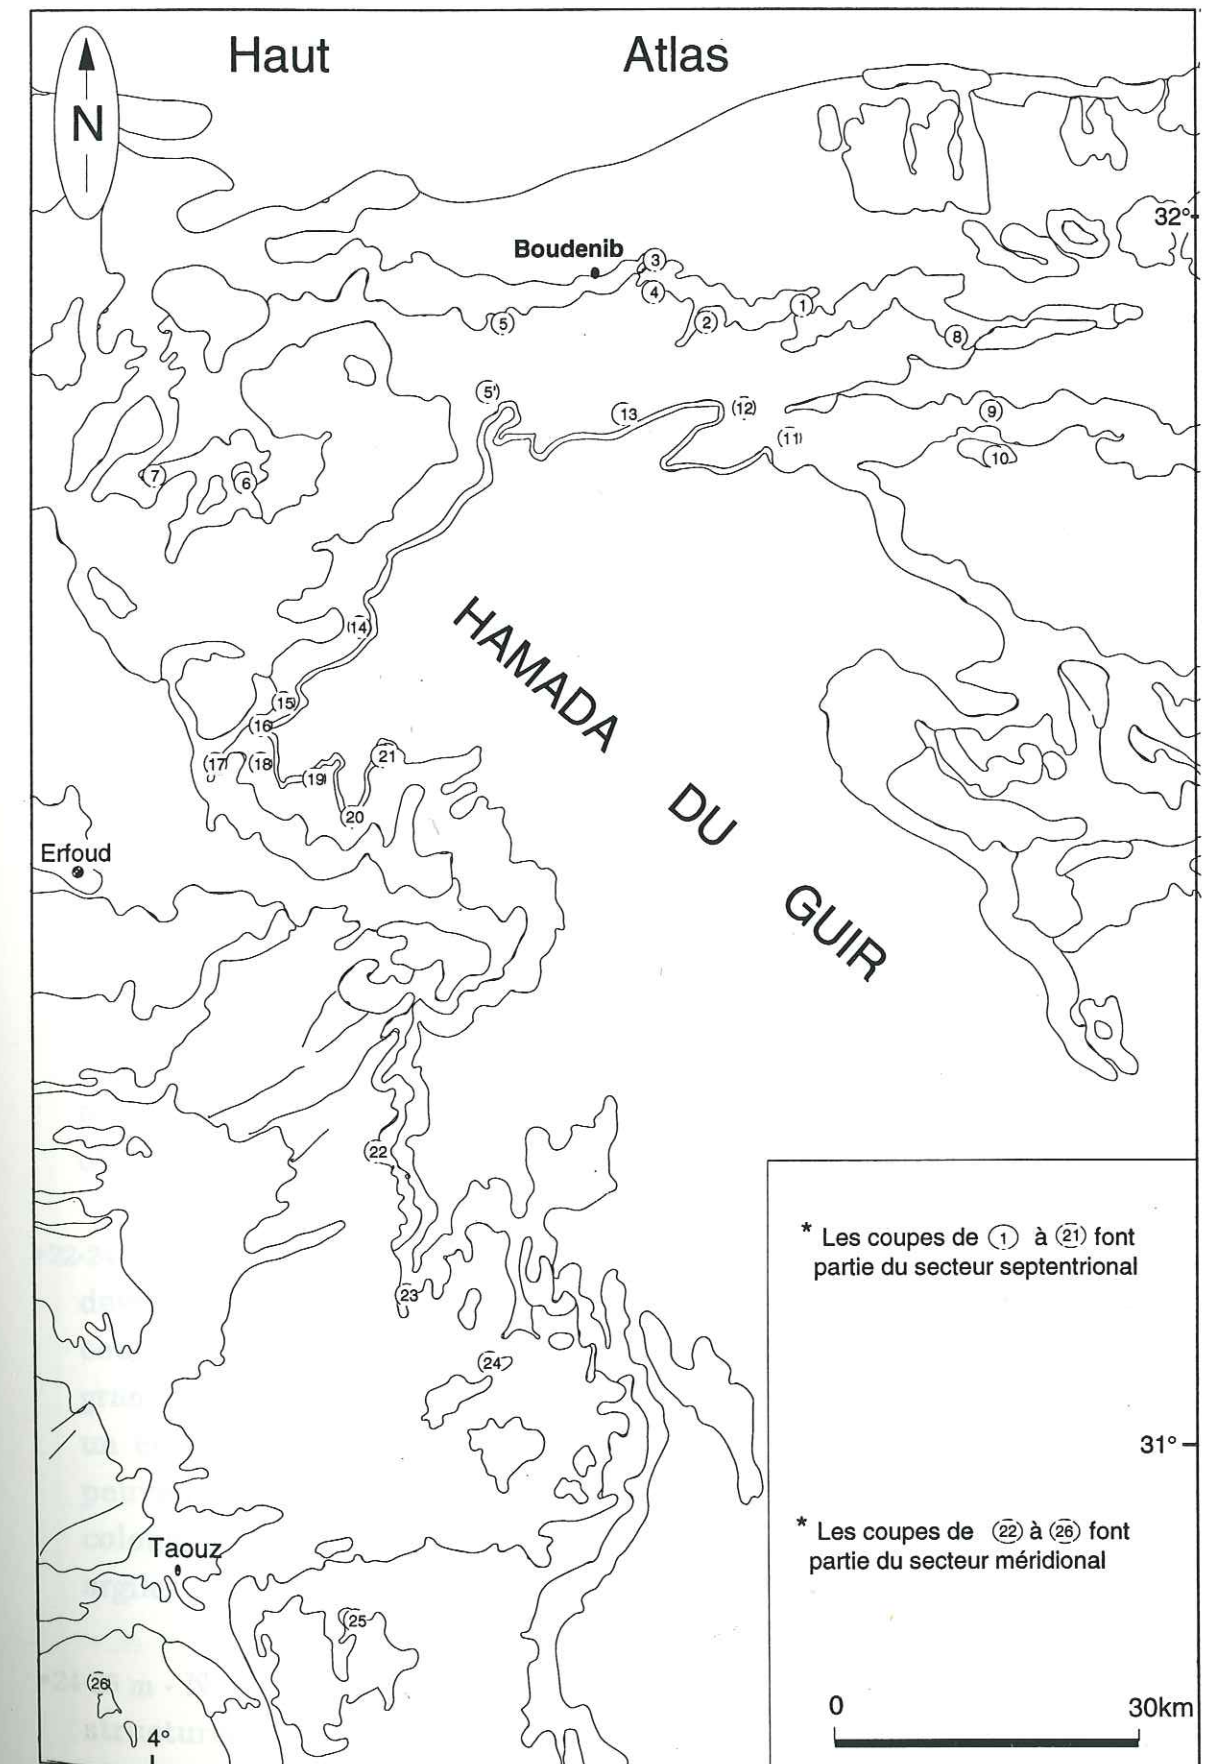 Haut Atlas
N
32°
Boudenib
3
4
1
5
2
8
5'
13
12
9
11
10
7
6
14
HAMADA
DU
GUIR
15
16
17
18
19
21
20
Erfoud
22
* Les coupes de 1 à 21 font
partie du secteur septentrional
23
24
31°
* Les coupes de 22 à 26 font
partie du secteur méridional
Taouz
25
26
4°
0 30km